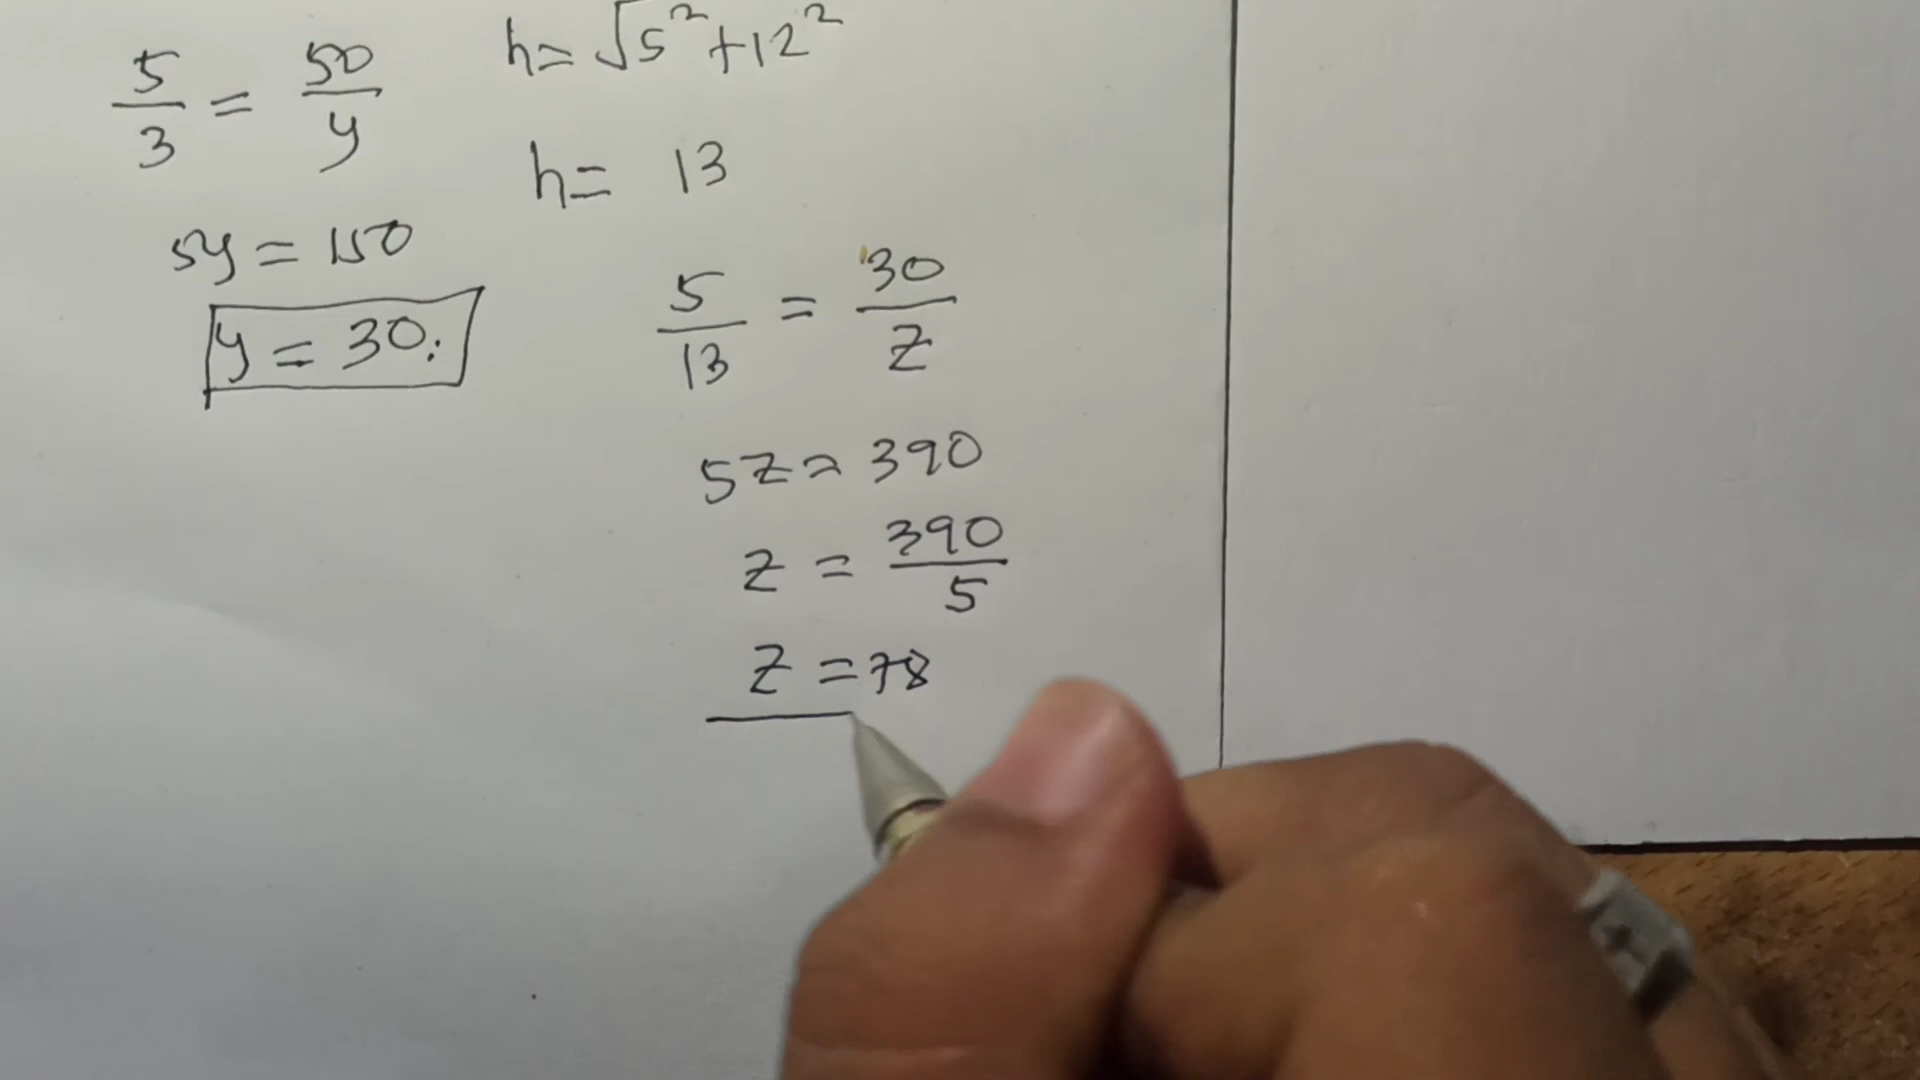 5/3 = 50/y
5y = 150
y = 30.
h = √5²+12²
h = 13
5/13 = 30/z
5z = 390
z = 390/5
z = 78